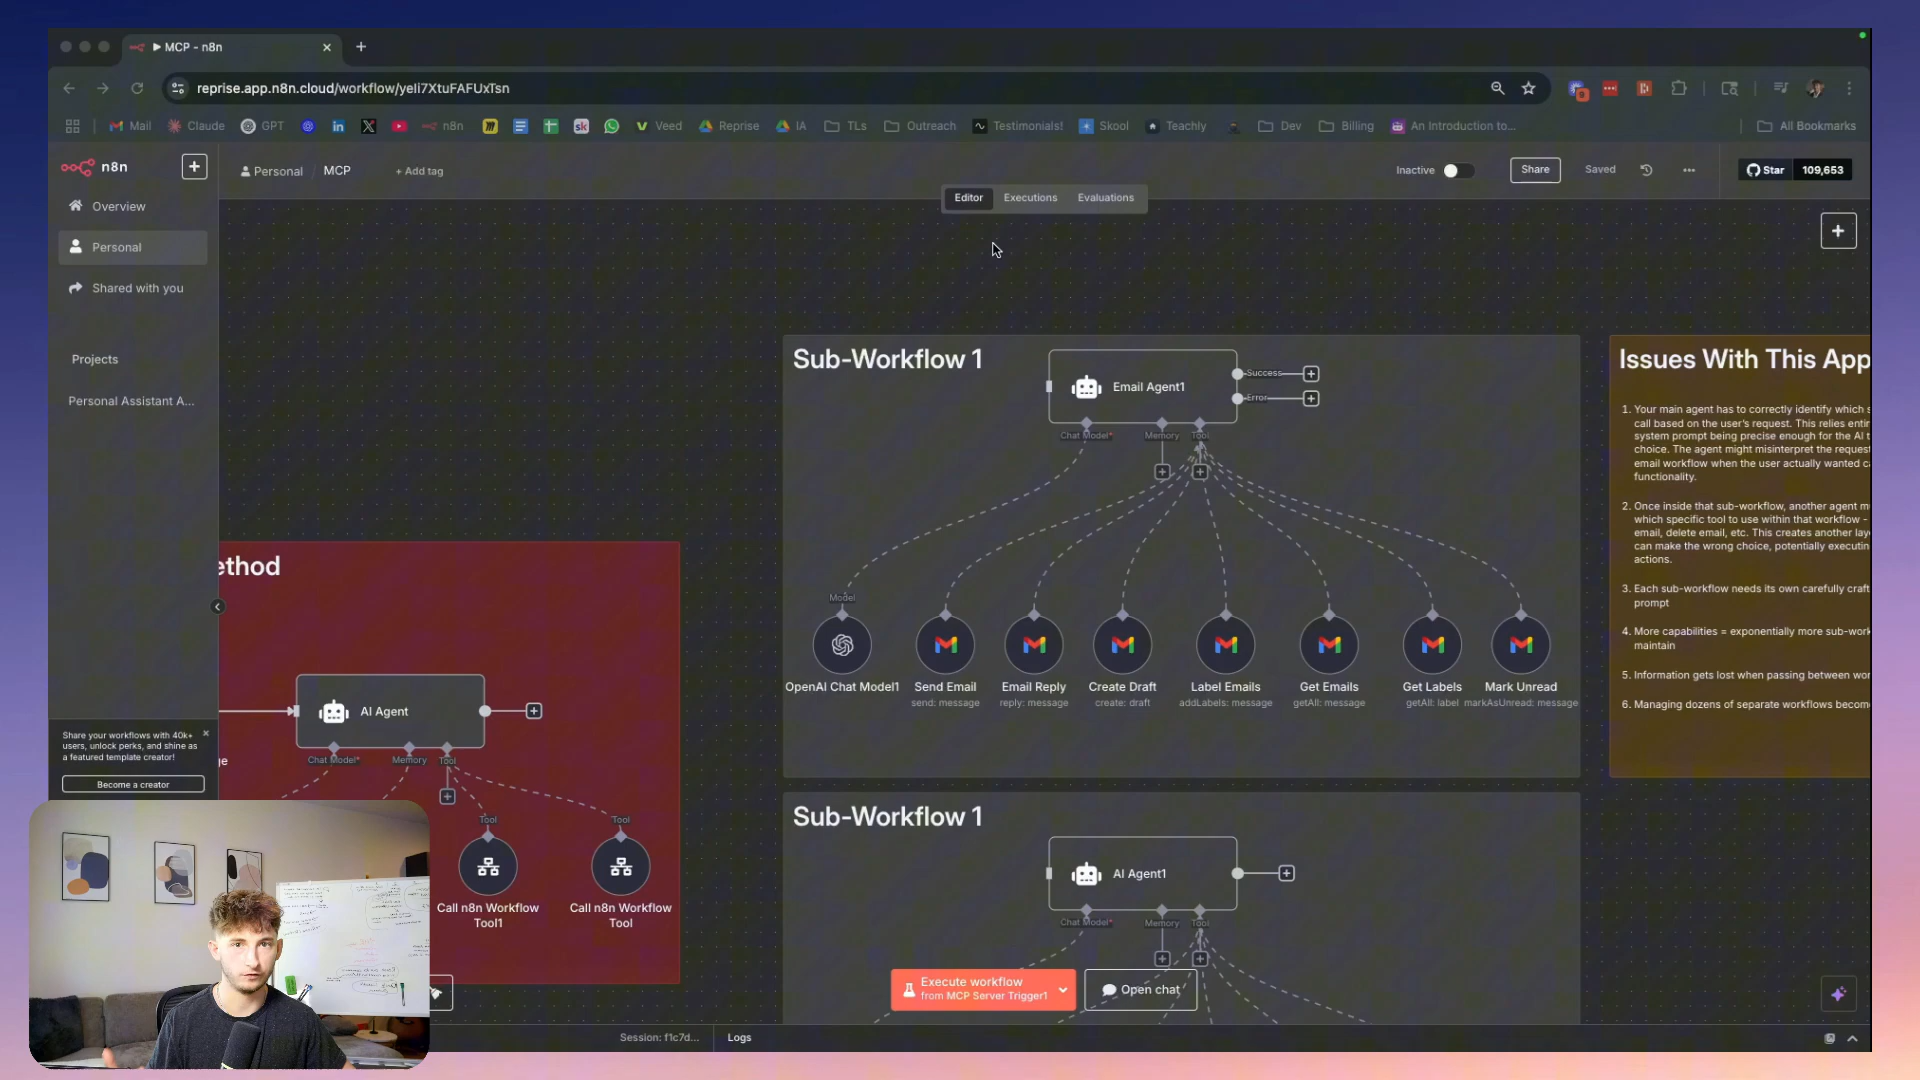 MCP - n8n
reprise.app.n8n.cloud/workflow/yeli7XtuFAFUxTsn
Mail
Claude
GPT
n8n
Veed
Reprise
IA
TLs
Outreach
Testimonials!
Skool
Teachly
Dev
Billing
An Introduction to...
All Bookmarks
n8n
Personal
MCP
+ Add tag
Inactive
Share
Saved
Star
109,653
Editor
Executions
Evaluations
Overview
Personal
Shared with you
Projects
Personal Assistant A...
Share your workflows with 40k+
users, unlock perks, and shine as
a featured template creator!
Become a creator
Sub-Workflow 1
Email Agent1
Success
Error
Chat Model*
Memory
Tool
Model
OpenAI Chat Model1
Send Email
send: message
Email Reply
reply: message
Create Draft
create: draft
Label Emails
addLabels: message
Get Emails
getAll: message
Get Labels
getAll: label
Mark Unread
markAsUnread: message
Issues With This App
1. Your main agent has to correctly identify which s
call based on the user's request. This relies entir
system prompt being precise enough for the AI t
choice. The agent might misinterpret the reques
email workflow when the user actually wanted c
functionality.
2. Once inside that sub-workflow, another agent m
which specific tool to use within that workflow -
email, delete email, etc. This creates another lay
can make the wrong choice, potentially executin
actions.
3. Each sub-workflow needs its own carefully craft
prompt
4. More capabilities = exponentially more sub-work
maintain
5. Information gets lost when passing between wor
6. Managing dozens of separate workflows becom
ethod
AI Agent
ge
Chat Model*
Memory
Tool
Tool
Tool
Call n8n Workflow
Tool1
Call n8n Workflow
Tool
Sub-Workflow 1
AI Agent1
Chat Model*
Memory
Tool
Execute workflow
from MCP Server Trigger1
Open chat
Session: f1c7d...
Logs